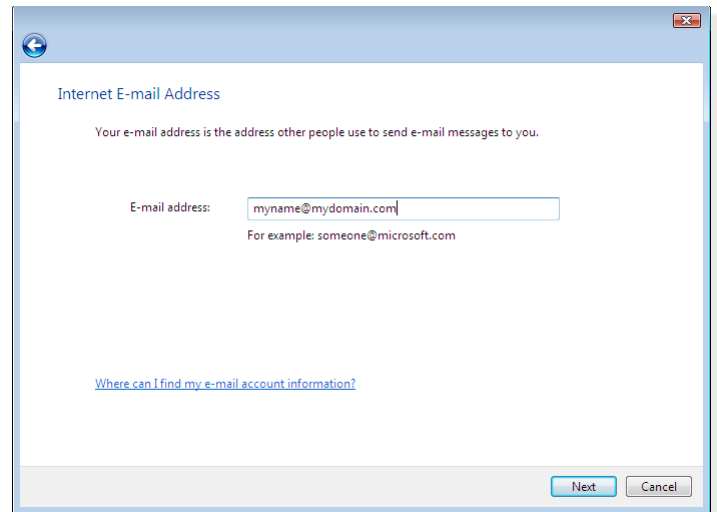 Internet E-mail Address
Your e-mail address is the address other people use to send e-mail messages to you.
E-mail address: myname@mydomain.com
For example: someone@microsoft.com
Where can I find my e-mail account information?
Next Cancel